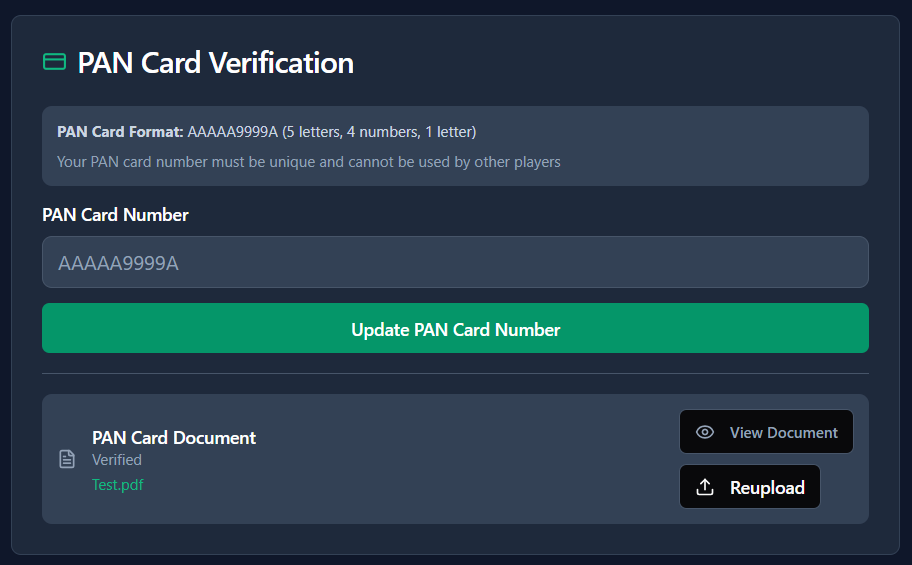 PAN Card Verification
PAN Card Format: AAAAA9999A (5 letters, 4 numbers, 1 letter)
Your PAN card number must be unique and cannot be used by other players
PAN Card Number
AAAAA9999A
Update PAN Card Number
PAN Card Document
Verified
Test.pdf
View Document
Reupload